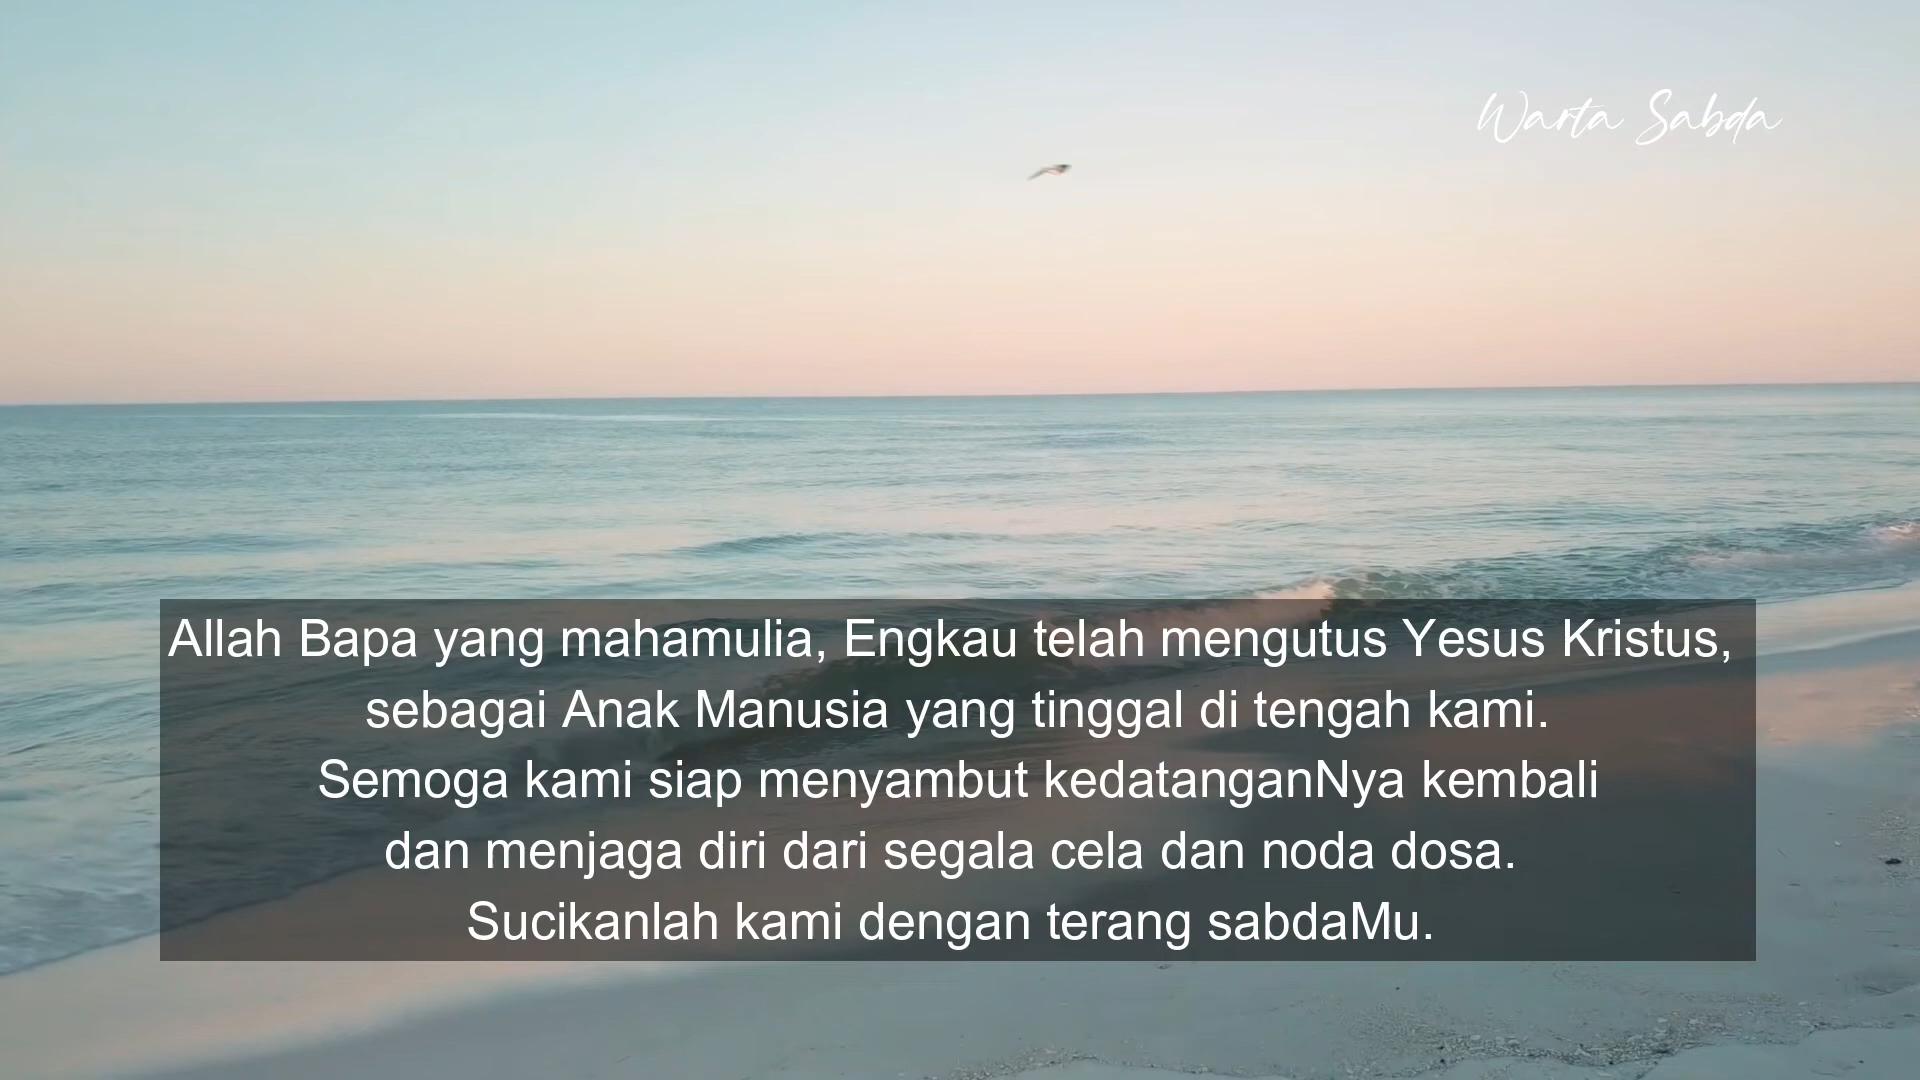 Warta Sabda
Allah Bapa yang mahamulia, Engkau telah mengutus Yesus Kristus,
sebagai Anak Manusia yang tinggal di tengah kami.
Semoga kami siap menyambut kedatanganNya kembali
dan menjaga diri dari segala cela dan noda dosa.
Sucikanlah kami dengan terang sabdaMu.